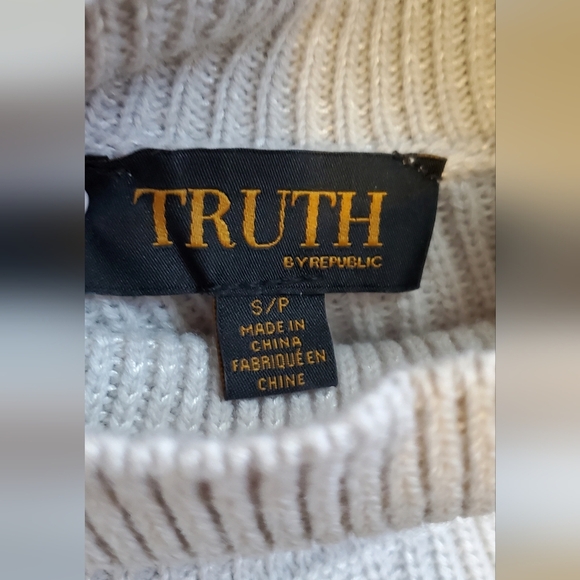 TRUTH
BY REPUBLIC
S/P
MADE IN
CHINA
FABRIQUÉ EN
CHINE